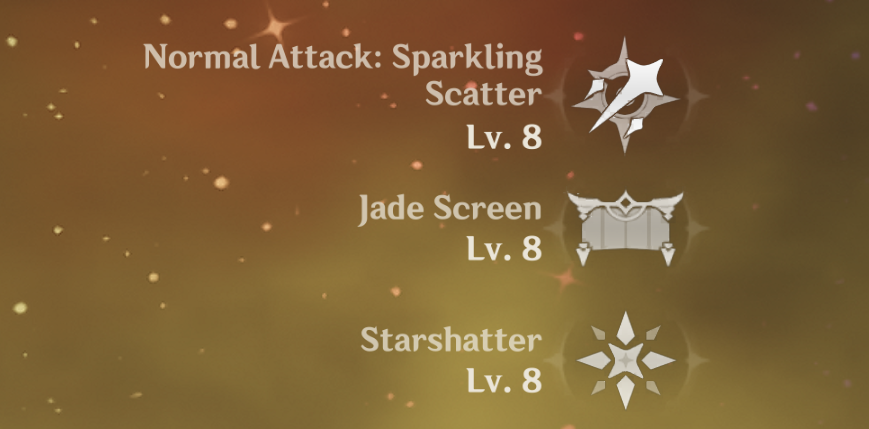 Normal Attack: Sparkling
Scatter
Lv. 8
Jade Screen
Lv. 8
Starshatter
Lv. 8